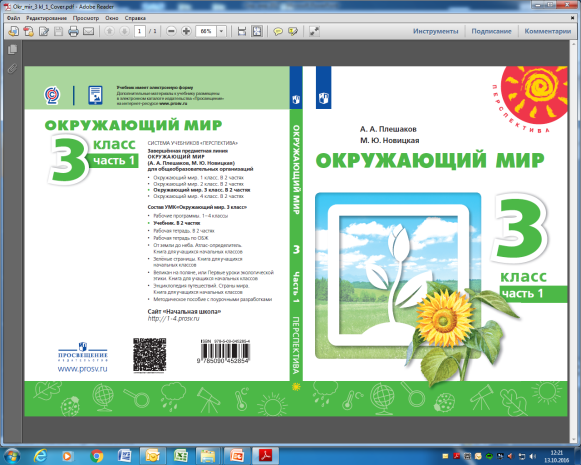 Okr_mir_3 kl_1_Cover.pdf - Adobe Reader
Файл Редактирование Просмотр Окно Справка
1 / 1
66%
Инструменты Подписание Комментарии
Учебник имеет электронную форму
Дополнительные материалы к учебнику размещены
в электронном каталоге издательства «Просвещение»
на интернет-ресурсе www.prosv.ru
ОКРУЖАЮЩИЙ МИР
3 класс
часть 1
СИСТЕМА УЧЕБНИКОВ «ПЕРСПЕКТИВА»
Завершённая предметная линия
ОКРУЖАЮЩИЙ МИР
(А. А. Плешаков, М. Ю. Новицкая)
для общеобразовательных организаций
• Окружающий мир. 1 класс. В 2 частях
• Окружающий мир. 2 класс. В 2 частях
• Окружающий мир. 3 класс. В 2 частях
• Окружающий мир. 4 класс. В 2 частях
Состав УМК «Окружающий мир. 3 класс»
• Рабочие программы. 1–4 классы
• Учебник. В 2 частях
• Рабочая тетрадь. В 2 частях
• Рабочая тетрадь по ОБЖ
• От земли до неба. Атлас-определитель.
Книга для учащихся начальных классов
• Зелёные страницы. Книга для учащихся
начальных классов
• Великан на поляне, или Первые уроки экологической
этики. Книга для учащихся начальных классов
• Энциклопедия путешествий. Страны мира.
Книга для учащихся начальных классов
• Методическое пособие с поурочными разработками
Сайт «Начальная школа»
http://1-4.prosv.ru
ПРОСВЕЩЕНИЕ
ИЗДАТЕЛЬСТВО
www.prosv.ru
ISBN 978-5-09-045285-4
9 785090 452854
ОКРУЖАЮЩИЙ МИР
3
Часть 1
ПЕРСПЕКТИВА
ПЕРСПЕКТИВА
А. А. Плешаков
М. Ю. Новицкая
ОКРУЖАЮЩИЙ МИР
3
класс
часть 1
12:21
13.10.2016